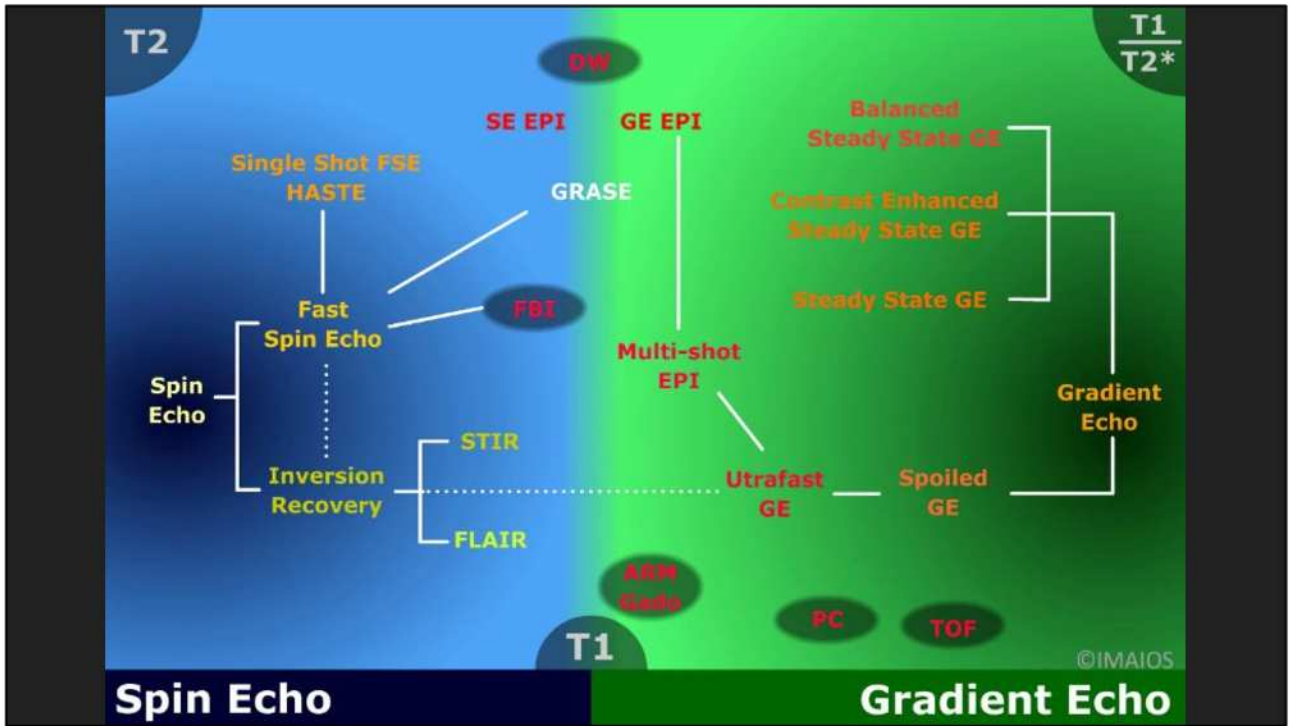 T2
T1
T2*
DW
SE EPI
GE EPI
Balanced
Steady State GE
Single Shot FSE
HASTE
GRASE
Contrast Enhanced
Steady State GE
Fast
Spin Echo
FBI
Steady State GE
Multi-shot
EPI
Spin
Echo
Gradient
Echo
STIR
Inversion
Recovery
Utrafast
GE
Spoiled
GE
FLAIR
ARM
Gado
PC
TOF
T1
©IMAIOS
Spin Echo
Gradient Echo